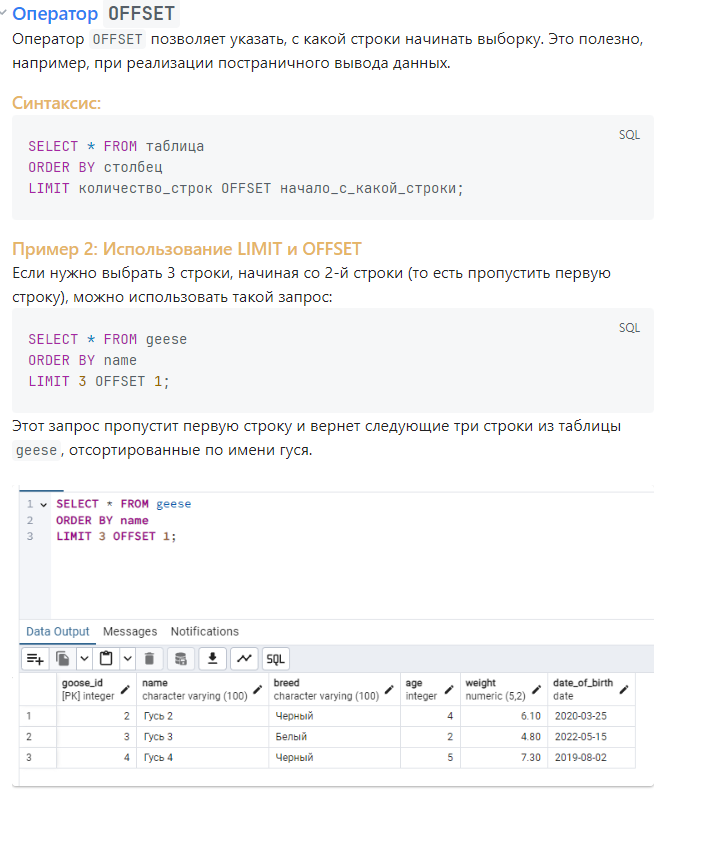 Оператор OFFSET
Оператор OFFSET позволяет указать, с какой строки начинать выборку. Это полезно,
например, при реализации постраничного вывода данных.
Синтаксис:
SQL
SELECT * FROM таблица
ORDER BY столбец
LIMIT количество_строк OFFSET начало_с_какой_строки;
Пример 2: Использование LIMIT и OFFSET
Если нужно выбрать 3 строки, начиная со 2-й строки (то есть пропустить первую
строку), можно использовать такой запрос:
SQL
SELECT * FROM geese
ORDER BY name
LIMIT 3 OFFSET 1;
Этот запрос пропустит первую строку и вернет следующие три строки из таблицы
geese, отсортированные по имени гуся.
1 SELECT * FROM geese
2 ORDER BY name
3 LIMIT 3 OFFSET 1;
Data Output Messages Notifications
SQL
goose_id name breed age weight date_of_birth
[PK] integer character varying (100) character varying (100) integer numeric (5,2) date
1 2 Гусь 2 Черный 4 6.10 2020-03-25
2 3 Гусь 3 Белый 2 4.80 2022-05-15
3 4 Гусь 4 Черный 5 7.30 2019-08-02